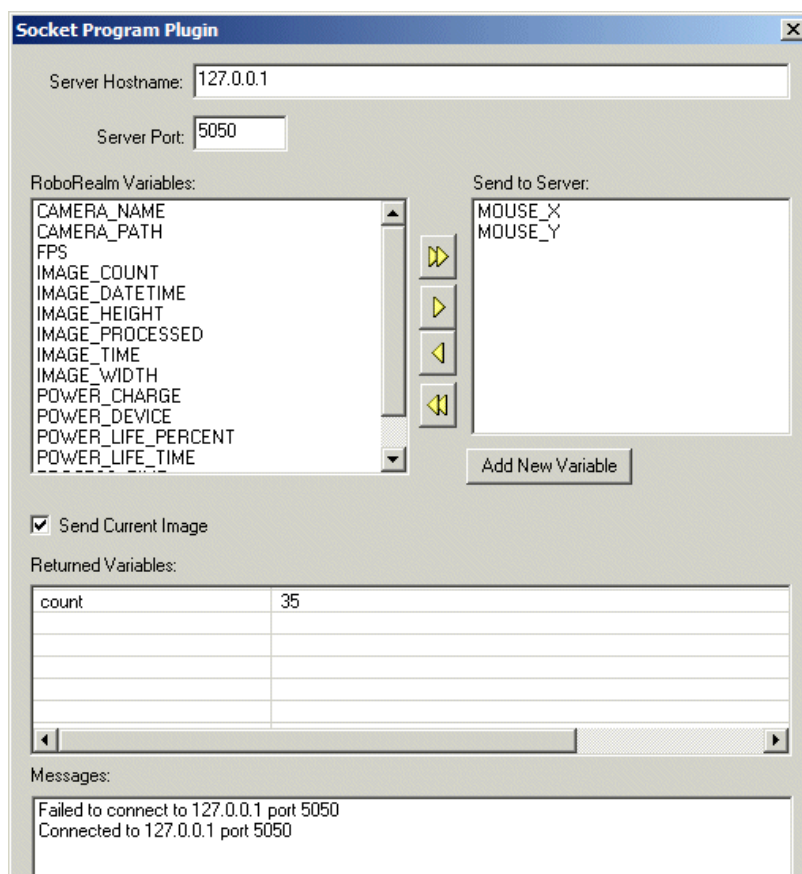 Socket Program Plugin
Server Hostname: 127.0.0.1
Server Port: 5050
RoboRealm Variables:
CAMERA_NAME
CAMERA_PATH
FPS
IMAGE_COUNT
IMAGE_DATETIME
IMAGE_HEIGHT
IMAGE_PROCESSED
IMAGE_TIME
IMAGE_WIDTH
POWER_CHARGE
POWER_DEVICE
POWER_LIFE_PERCENT
POWER_LIFE_TIME
Send to Server:
MOUSE_X
MOUSE_Y
Add New Variable
Send Current Image
Returned Variables:
count 35
Messages:
Failed to connect to 127.0.0.1 port 5050
Connected to 127.0.0.1 port 5050